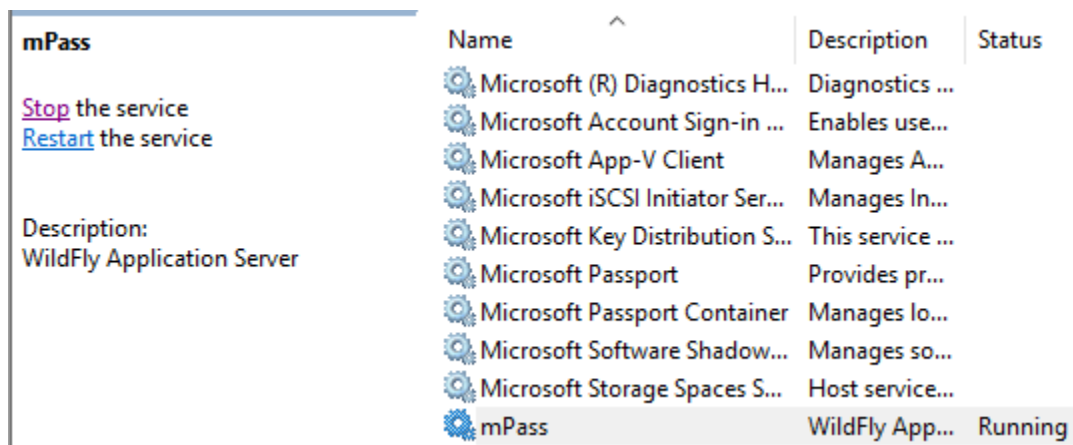 mPass
Stop the service
Restart the service
Description:
WildFly Application Server
Name Description Status
Microsoft (R) Diagnostics H... Diagnostics ...
Microsoft Account Sign-in ... Enables use...
Microsoft App-V Client Manages A...
Microsoft iSCSI Initiator Ser... Manages In...
Microsoft Key Distribution S... This service ...
Microsoft Passport Provides pr...
Microsoft Passport Container Manages lo...
Microsoft Software Shadow... Manages so...
Microsoft Storage Spaces S... Host service...
mPass WildFly App... Running